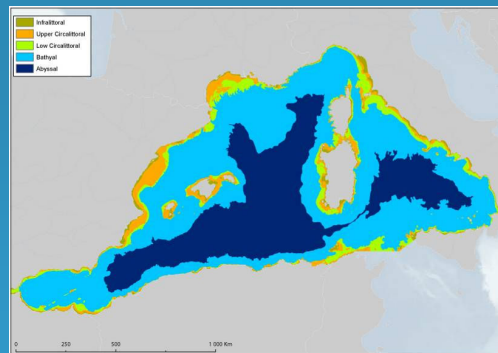 Infralittoral
Upper Circalittoral
Low Circalittoral
Bathyal
Abyssal
0 250 500 1 000 Km